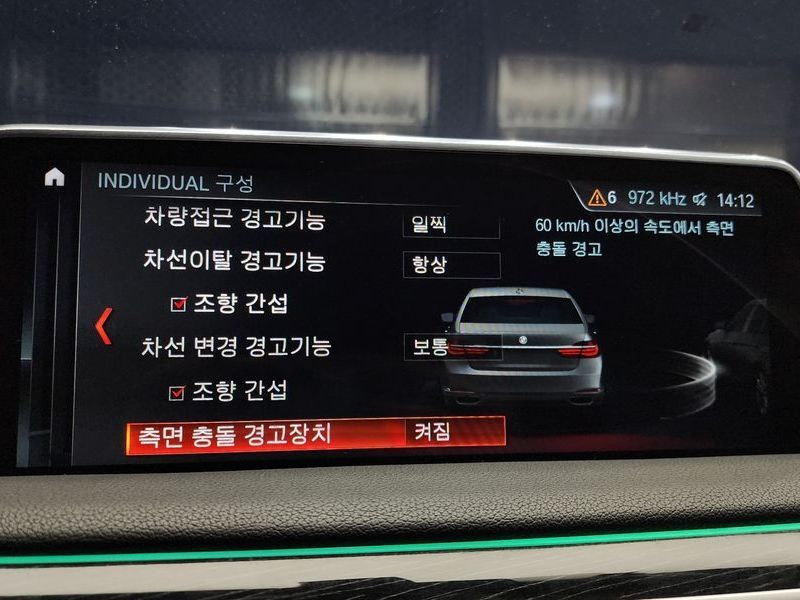 INDIVIDUAL 구성
6 972 kHz 14:12
차량접근 경고기능 일찍
60 km/h 이상의 속도에서 측면
충돌 경고
차선이탈 경고기능 항상
조향 간섭
차선 변경 경고기능 보통
조향 간섭
측면 충돌 경고장치 켜짐